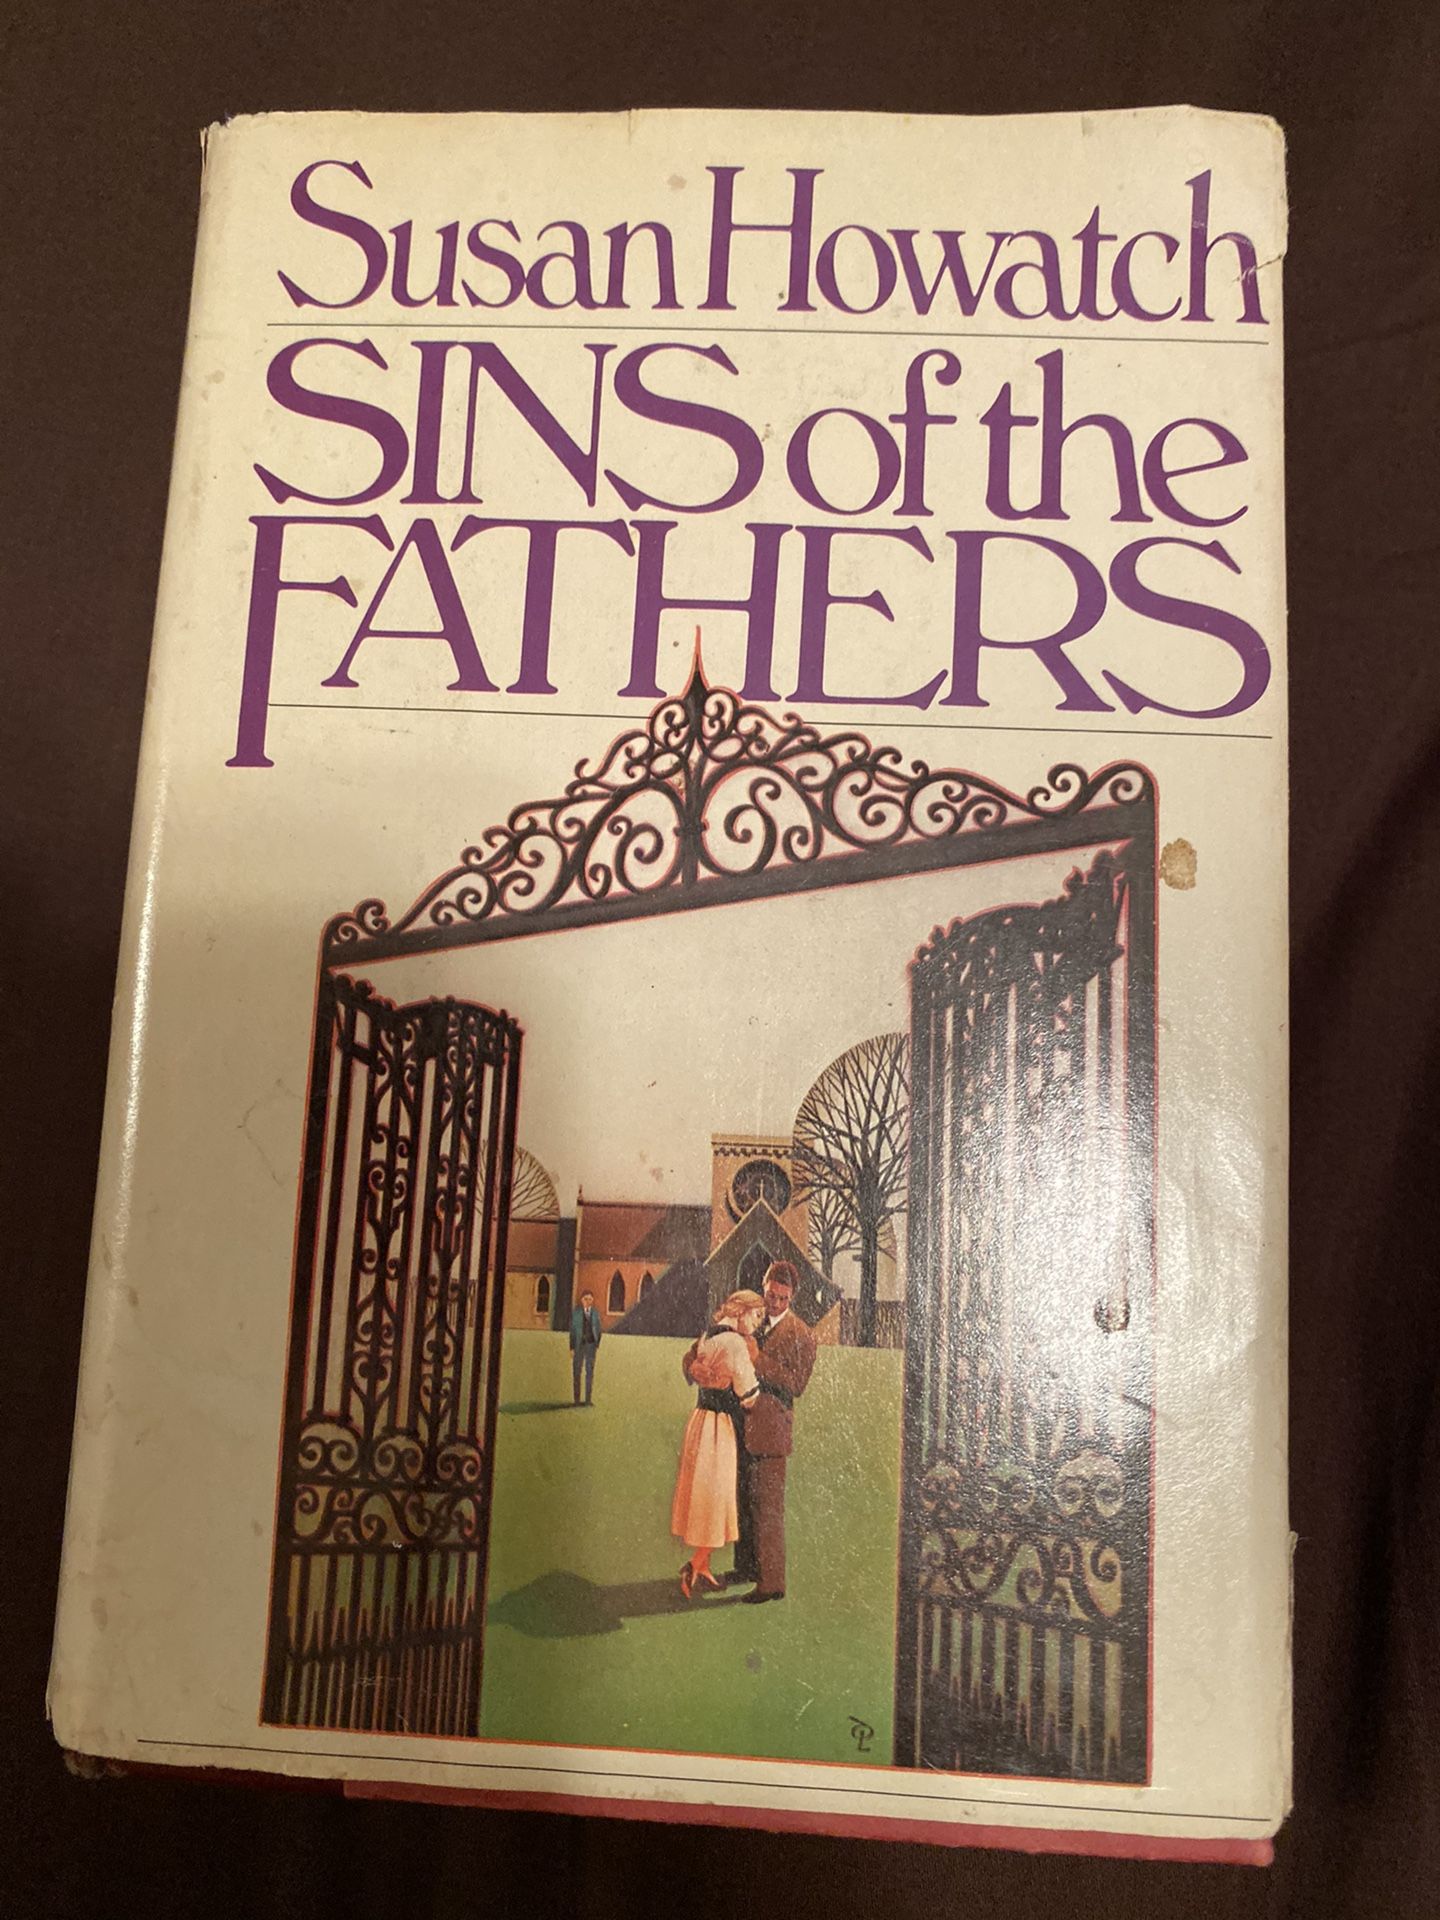 Susan Howatch
SINS of the
FATHERS